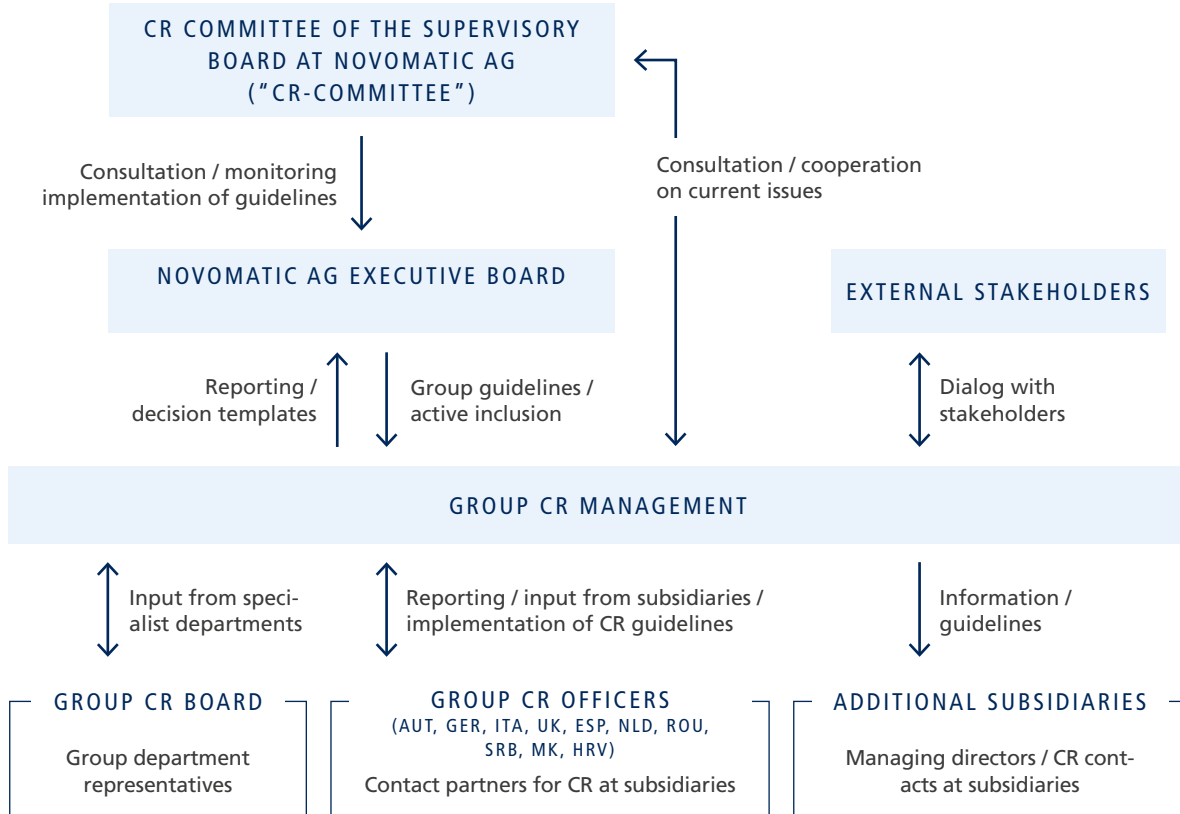 CR COMMITTEE OF THE SUPERVISORY
BOARD AT NOVOMATIC AG
("CR-COMMITTEE")
Consultation / monitoring
implementation of guidelines
Consultation / cooperation
on current issues
NOVOMATIC AG EXECUTIVE BOARD
EXTERNAL STAKEHOLDERS
Reporting /
decision templates
Group guidelines /
active inclusion
Dialog with
stakeholders
GROUP CR MANAGEMENT
Input from speci-
alist departments
Reporting / input from subsidiaries /
implementation of CR guidelines
Information /
guidelines
GROUP CR BOARD
Group department
representatives
GROUP CR OFFICERS
(AUT, GER, ITA, UK, ESP, NLD, ROU,
SRB, MK, HRV)
Contact partners for CR at subsidiaries
ADDITIONAL SUBSIDIARIES
Managing directors / CR cont-
acts at subsidiaries